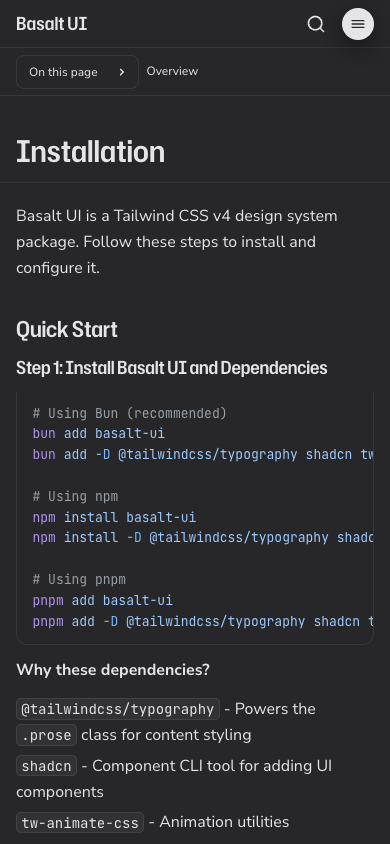 Basalt UI
On this page
Overview
Installation
Basalt UI is a Tailwind CSS v4 design system
package. Follow these steps to install and
configure it.
Quick Start
Step 1: Install Basalt UI and Dependencies
# Using Bun (recommended)
bun add basalt-ui
bun add -D @tailwindcss/typography shadcn tw
# Using npm
npm install basalt-ui
npm install -D @tailwindcss/typography shadc
# Using pnpm
pnpm add basalt-ui
pnpm add -D @tailwindcss/typography shadcn t
Why these dependencies?
@tailwindcss/typography - Powers the
.prose class for content styling
shadcn - Component CLI tool for adding UI
components
tw-animate-css - Animation utilities